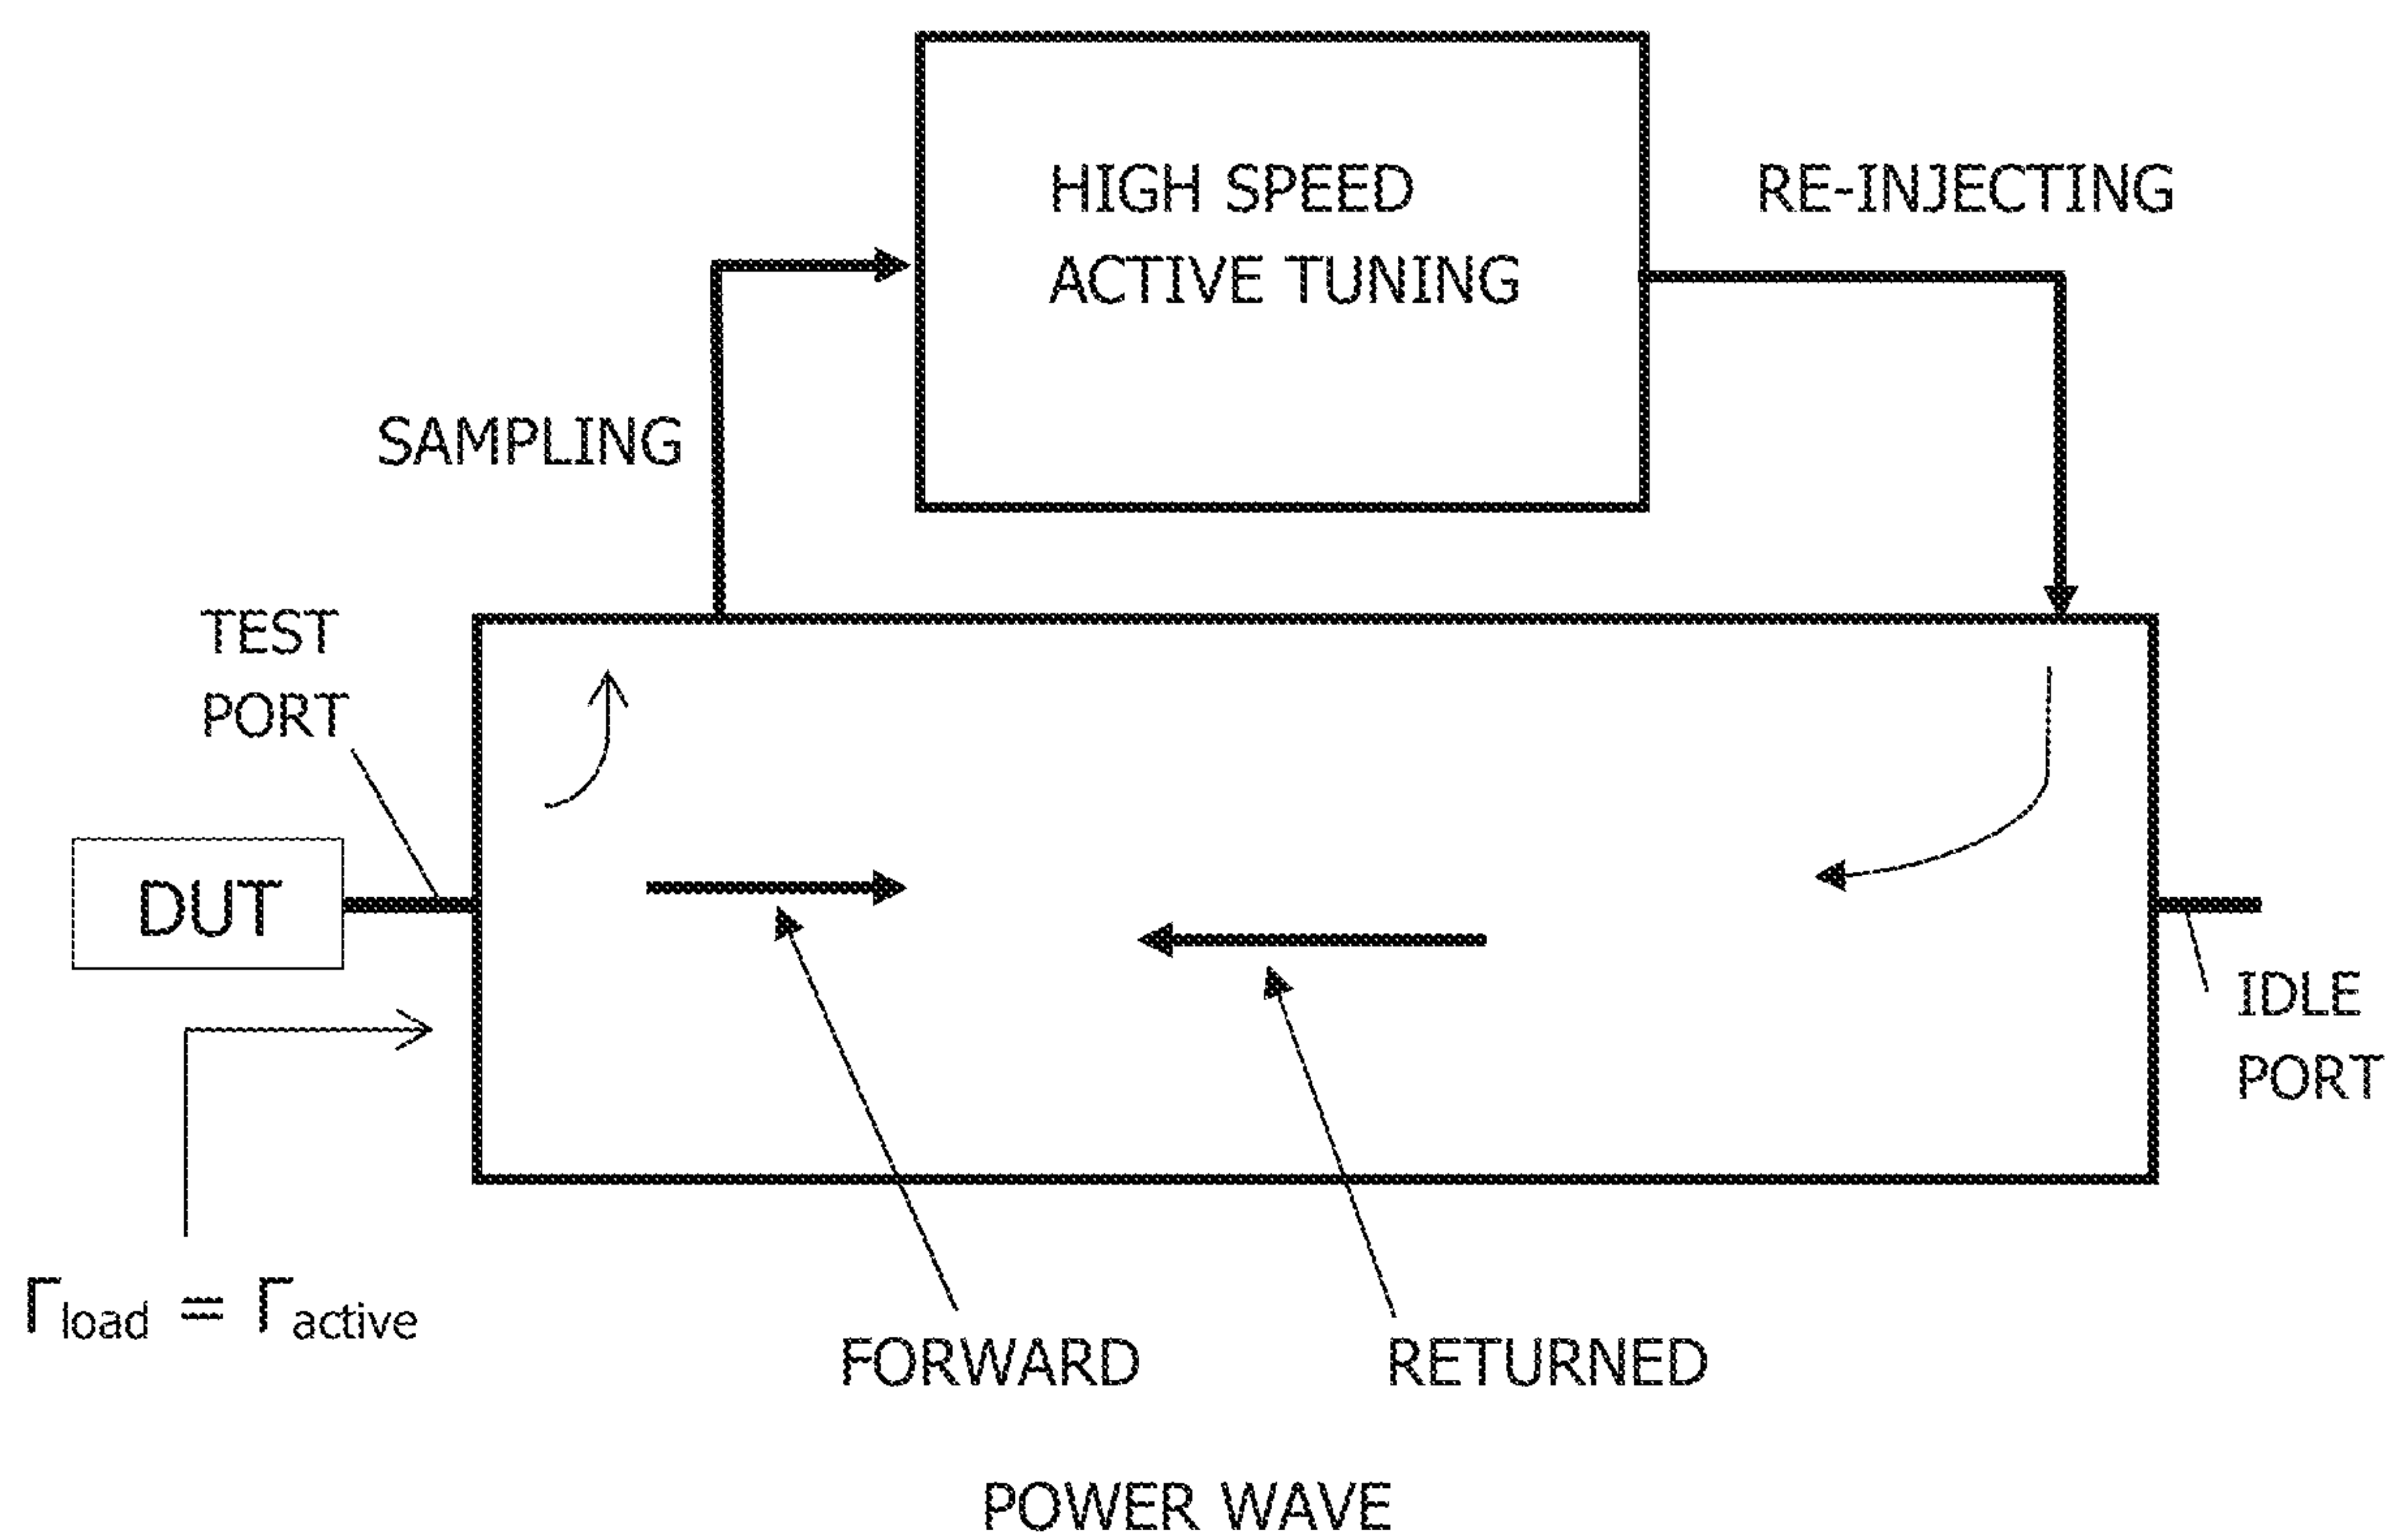 HIGH SPEED
ACTIVE TUNING
RE-INJECTING
SAMPLING
TEST
PORT
DUT
IDLE
PORT
Γload = Γactive
FORWARD
RETURNED
POWER WAVE